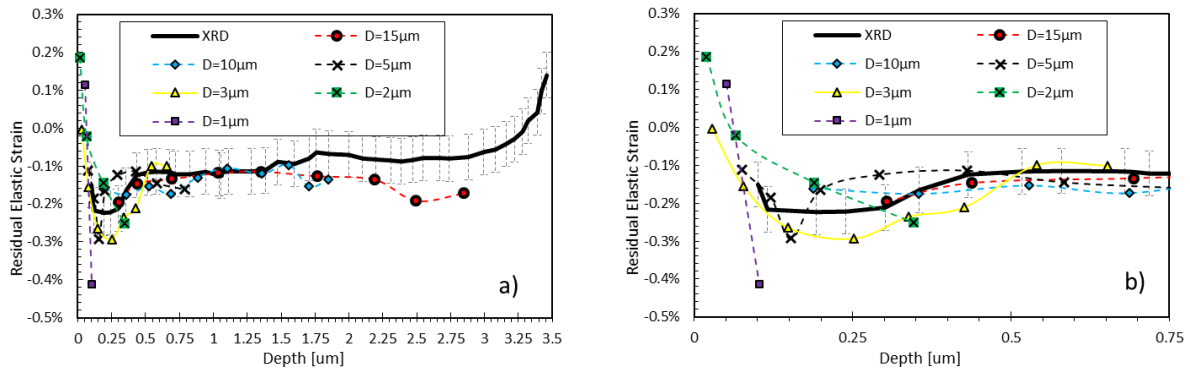 0.3%
0.2%
0.1%
0.0%
-0.1%
-0.2%
-0.3%
-0.4%
-0.5%
Residual Elastic Strain
XRD
D=15μm
D=10μm
D=5μm
D=3μm
D=2μm
D=1μm
a)
0 0.25 0.5 0.75 1 1.25 1.5 1.75 2 2.25 2.5 2.75 3 3.25 3.5
Depth [um]
0.3%
0.2%
0.1%
0.0%
-0.1%
-0.2%
-0.3%
-0.4%
-0.5%
Residual Elastic Strain
XRD
D=15μm
D=10μm
D=5μm
D=3μm
D=2μm
D=1μm
b)
0 0.25 0.5 0.75
Depth [um]